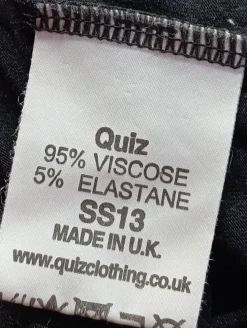 Quiz
95% VISCOSE
5% ELASTANE
SS13
MADE IN U.K.
www.quizclothing.co.uk